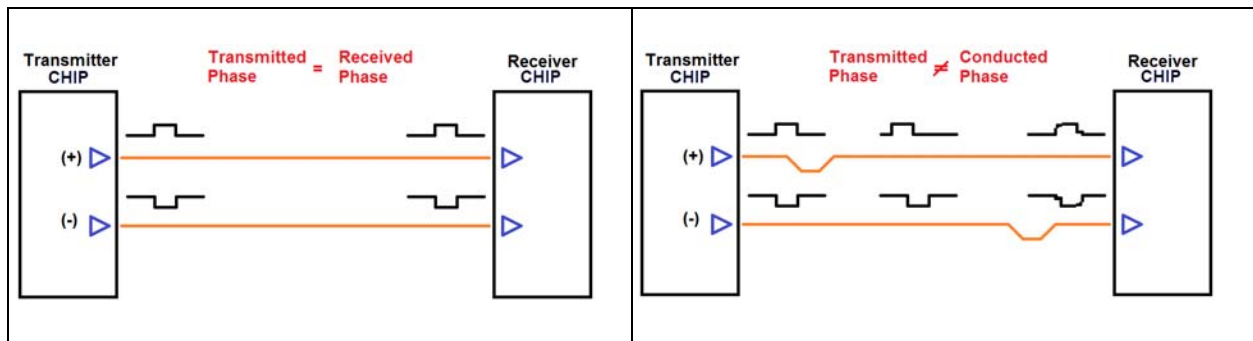 Transmitter
CHIP
Transmitted = Received
Phase Phase
Receiver
CHIP
(+)
(-)
Transmitter
CHIP
Transmitted ≠ Conducted
Phase Phase
Receiver
CHIP
(+)
(-)